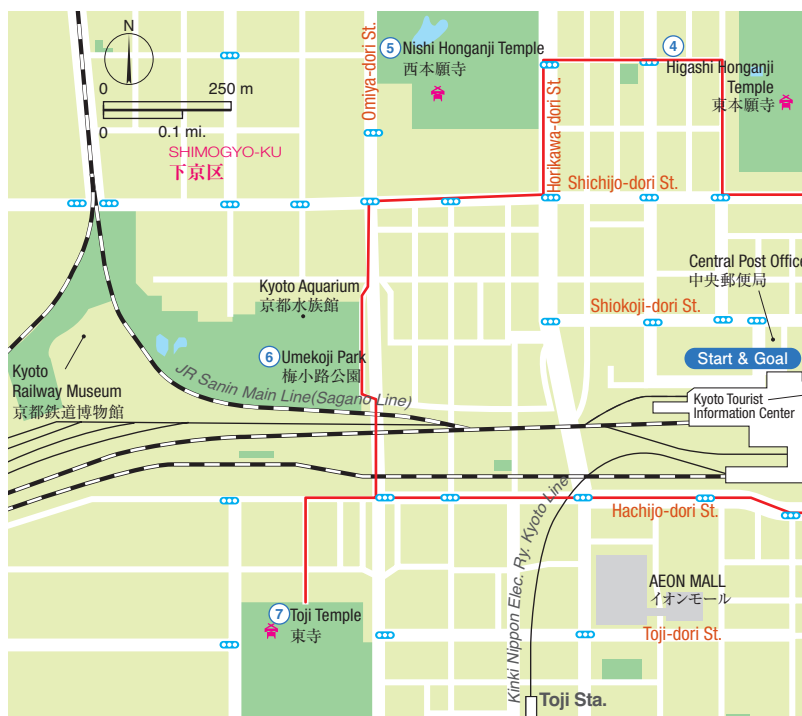 N
0 250 m
0 0.1 mi.
SHIMOGYO-KU
下京区
Omiya-dori St.
5 Nishi Honganji Temple
西本願寺
Horikawa-dori St.
4
Higashi Honganji
Temple
東本願寺
Shichijo-dori St.
Central Post Office
中央郵便局
Kyoto Aquarium
京都水族館
Shiokoji-dori St.
Start & Goal
6 Umekoji Park
梅小路公園
Kyoto
Railway Museum
京都鉄道博物館
JR Sanin Main Line(Sagano Line)
Kyoto Tourist
Information Center
Hachijo-dori St.
Kinki Nippon Elec. Ry. Kyoto Line
AEON MALL
イオンモール
7 Toji Temple
東寺
Toji-dori St.
Toji Sta.